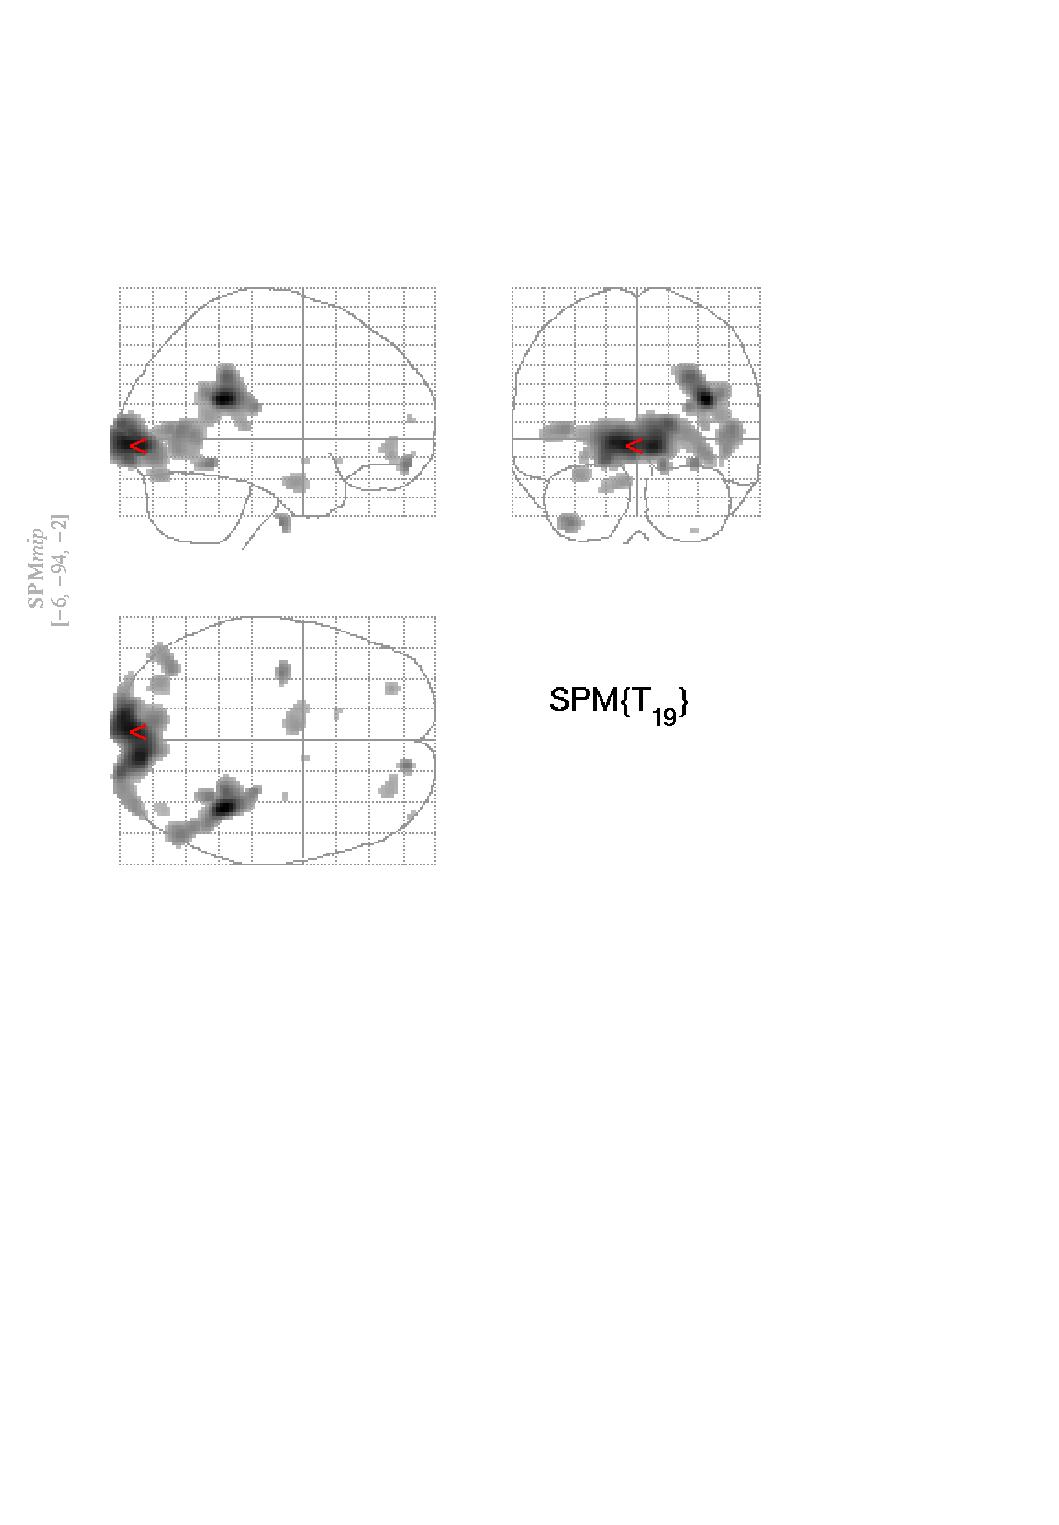 SPMmip
[−6, −94, −2]
<
<
<
SPM{T19}